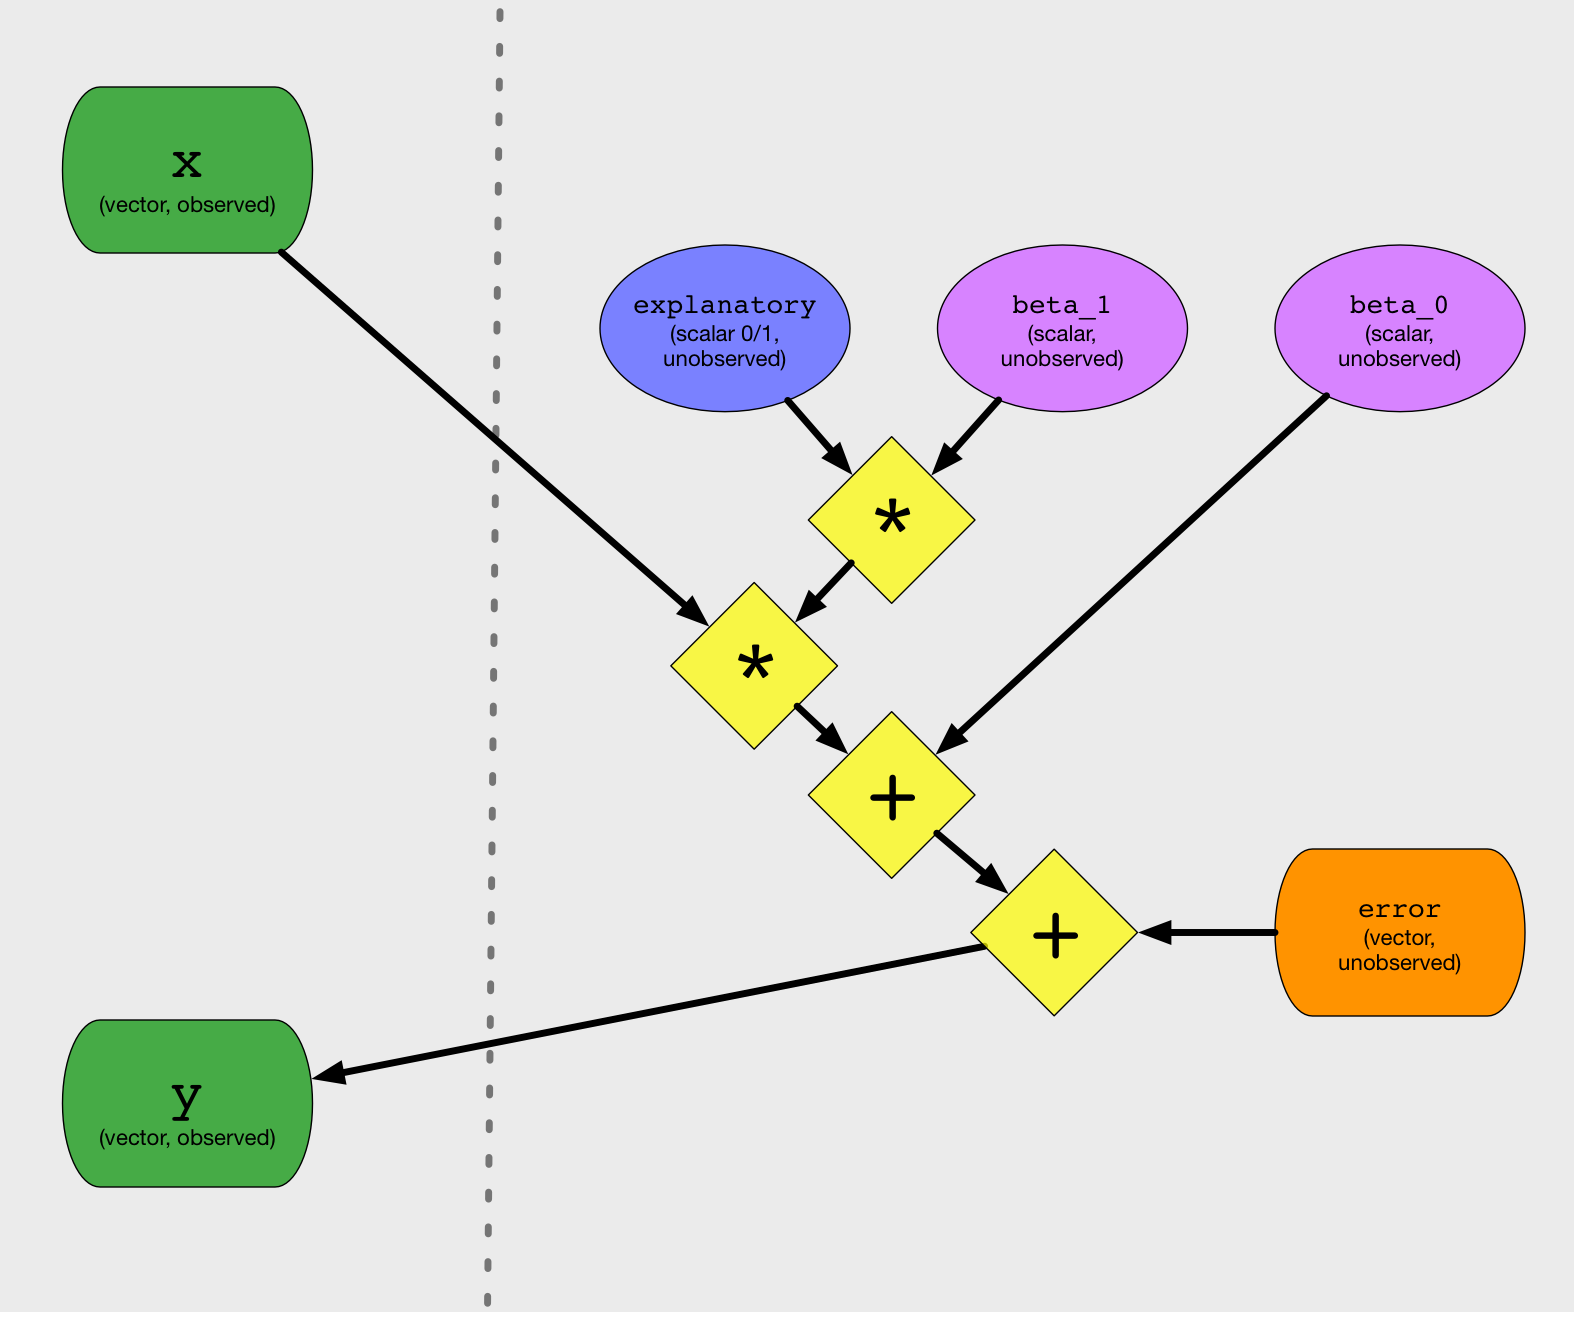 x
(vector, observed)
explanatory
(scalar 0/1,
unobserved)
beta_1
(scalar,
unobserved)
beta_0
(scalar,
unobserved)
*
*
+
+
error
(vector,
unobserved)
y
(vector, observed)